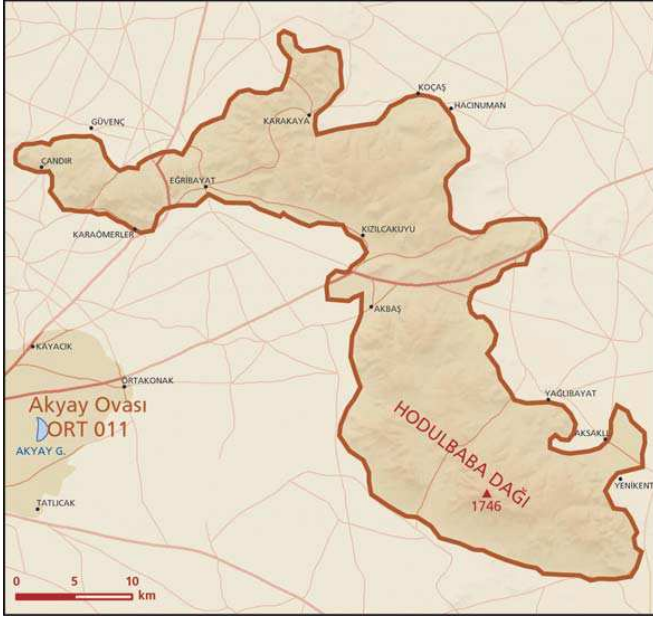 KOÇAŞ
HACINUMAN
KARAKAYA
GÜVENÇ
ÇANDIR
EĞRİBAYAT
KARAÖMERLER
KIZILCAKUYU
AKBAŞ
KAYACIK
ORTAKONAK
Akyay Ovası
ORT 011
AKYAY G.
TATLICAK
YAĞLIBAYAT
AKSAKLI
YENİKENT
HODULBABA DAĞI
1746
0 5 10
km